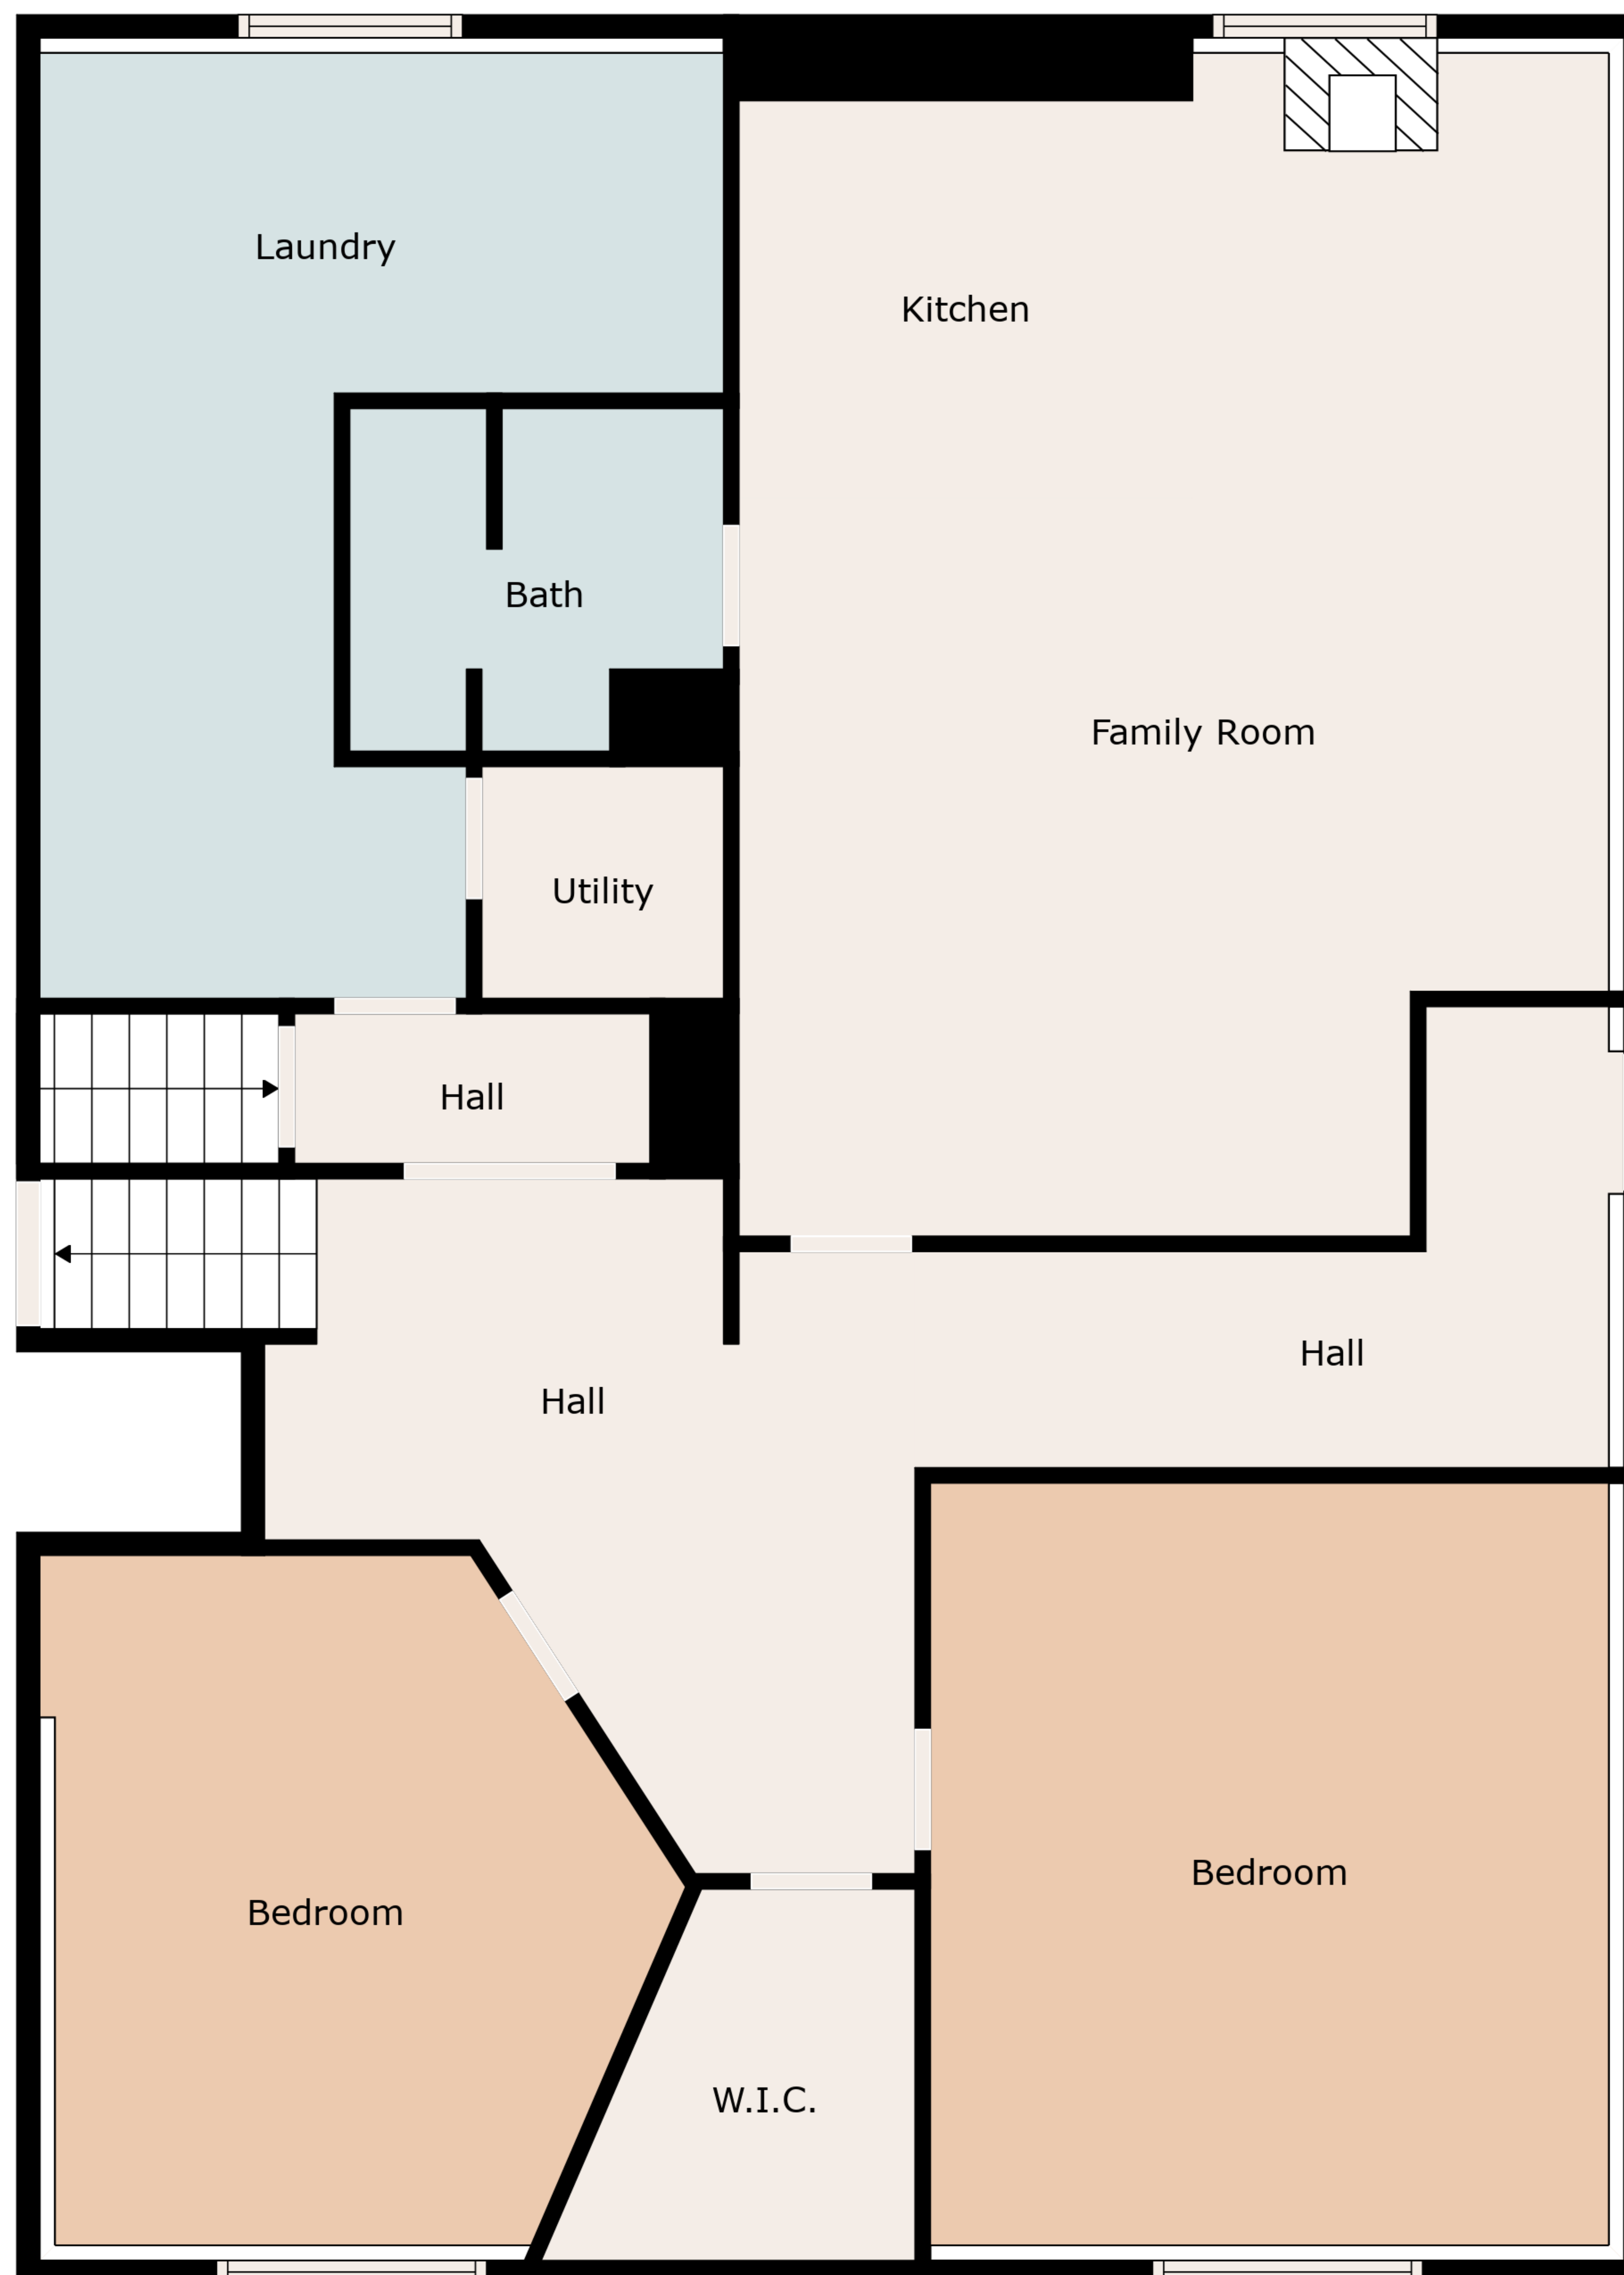 Laundry
Kitchen
Bath
Family Room
Utility
Hall
Hall
Hall
Bedroom
Bedroom
W.I.C.